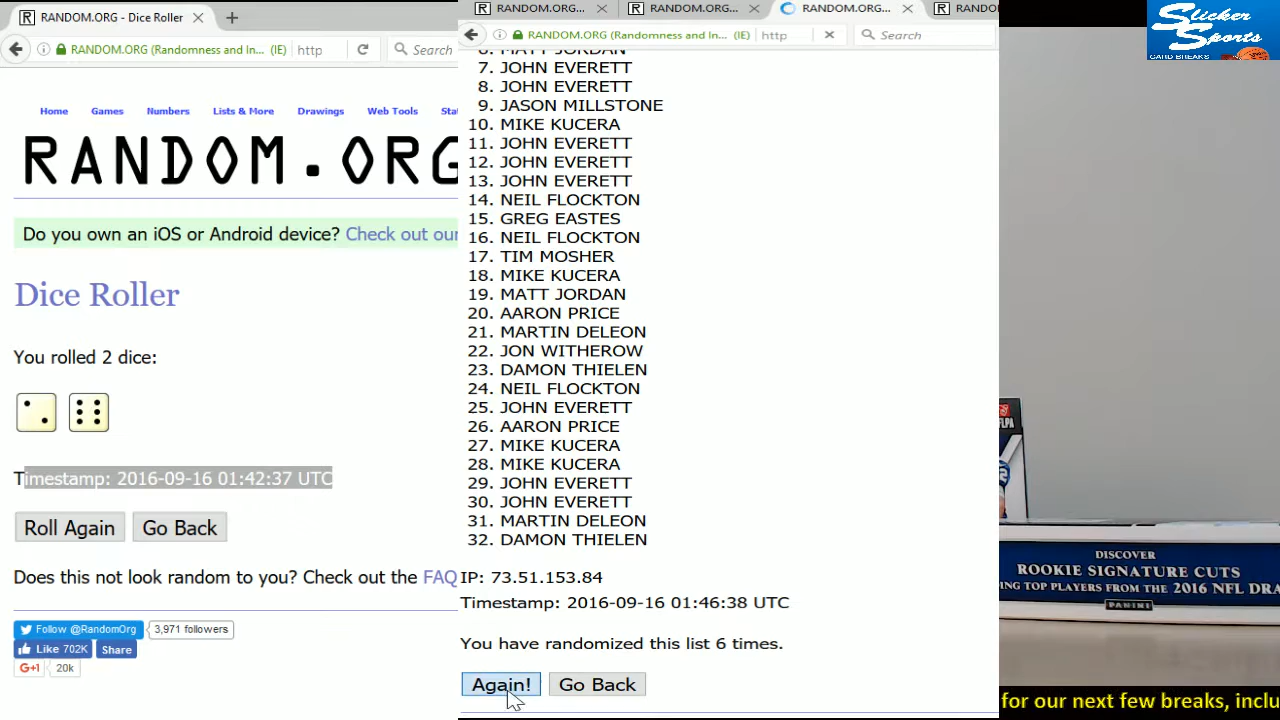 RANDOM.ORG - Dice Roller
RANDOM.ORG (Randomness and In... (IE)
http
Search
Home Games Numbers Lists & More Drawings Web Tools Sta
RANDOM.ORG
Do you own an iOS or Android device? Check out our
Dice Roller
You rolled 2 dice:
Timestamp: 2016-09-16 01:42:37 UTC
Roll Again Go Back
Does this not look random to you? Check out the FAQ
Follow @RandomOrg 3,971 followers
Like 702K Share
G+1 20k
RANDOM.ORG... RANDOM.ORG... RANDOM.ORG... RANDO
RANDOM.ORG (Randomness and In... (IE) http Search
6. MATT JORDAN
7. JOHN EVERETT
8. JOHN EVERETT
9. JASON MILLSTONE
10. MIKE KUCERA
11. JOHN EVERETT
12. JOHN EVERETT
13. JOHN EVERETT
14. NEIL FLOCKTON
15. GREG EASTES
16. NEIL FLOCKTON
17. TIM MOSHER
18. MIKE KUCERA
19. MATT JORDAN
20. AARON PRICE
21. MARTIN DELEON
22. JON WITHEROW
23. DAMON THIELEN
24. NEIL FLOCKTON
25. JOHN EVERETT
26. AARON PRICE
27. MIKE KUCERA
28. MIKE KUCERA
29. JOHN EVERETT
30. JOHN EVERETT
31. MARTIN DELEON
32. DAMON THIELEN
IP: 73.51.153.84
Timestamp: 2016-09-16 01:46:38 UTC
You have randomized this list 6 times.
Again! Go Back
Slicker
Sports
CARD BREAKS
NFLPA
DISCOVER
ROOKIE SIGNATURE CUTS
ING TOP PLAYERS FROM THE 2016 NFL DRA
PANINI
for our next few breaks, inclu